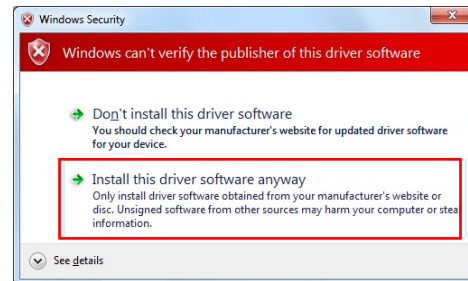 Windows Security
Windows can't verify the publisher of this driver software
Don't install this driver software
You should check your manufacturer's website for updated driver software
for your device.
Install this driver software anyway
Only install driver software obtained from your manufacturer's website or
disc. Unsigned software from other sources may harm your computer or steal
information.
See details